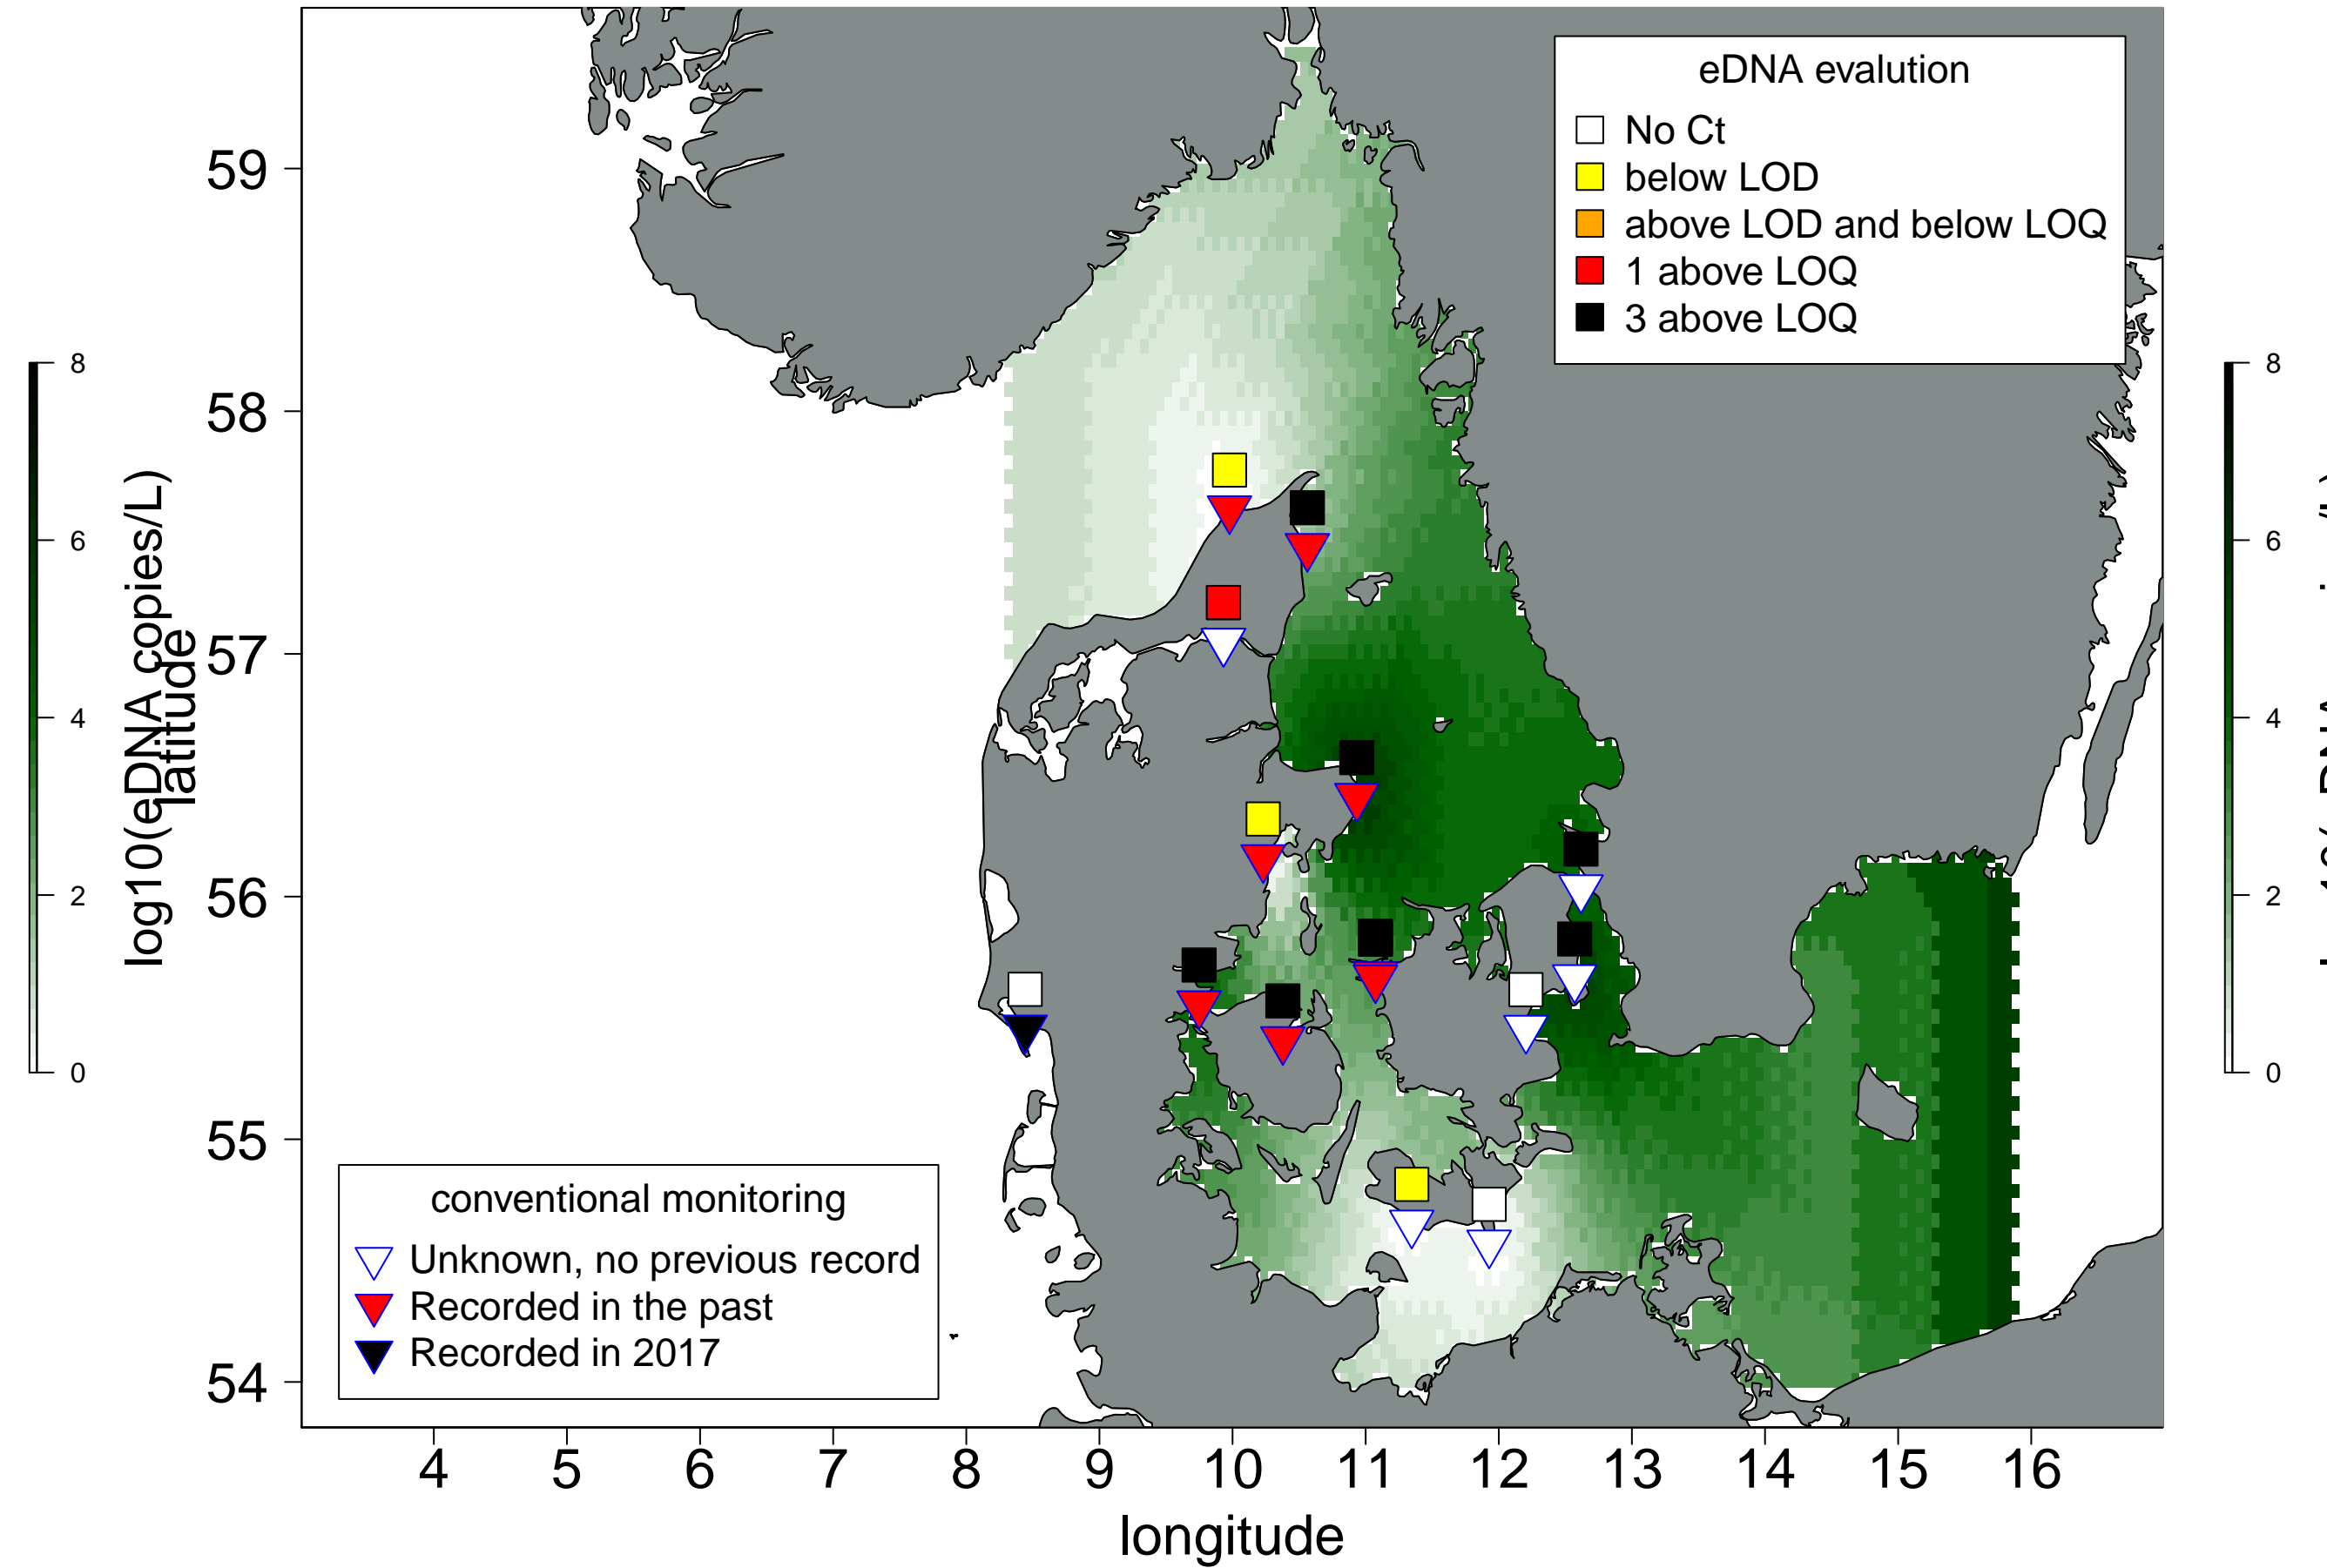 eDNA evalution
No Ct
below LOD
above LOD and below LOQ
1 above LOQ
3 above LOQ
59
58
57
56
55
54
latitude
8
6
4
2
0
log10(eDNA copies/L)
8
6
4
2
0
conventional monitoring
Unknown, no previous record
Recorded in the past
Recorded in 2017
4 5 6 7 8 9 10 11 12 13 14 15 16
longitude